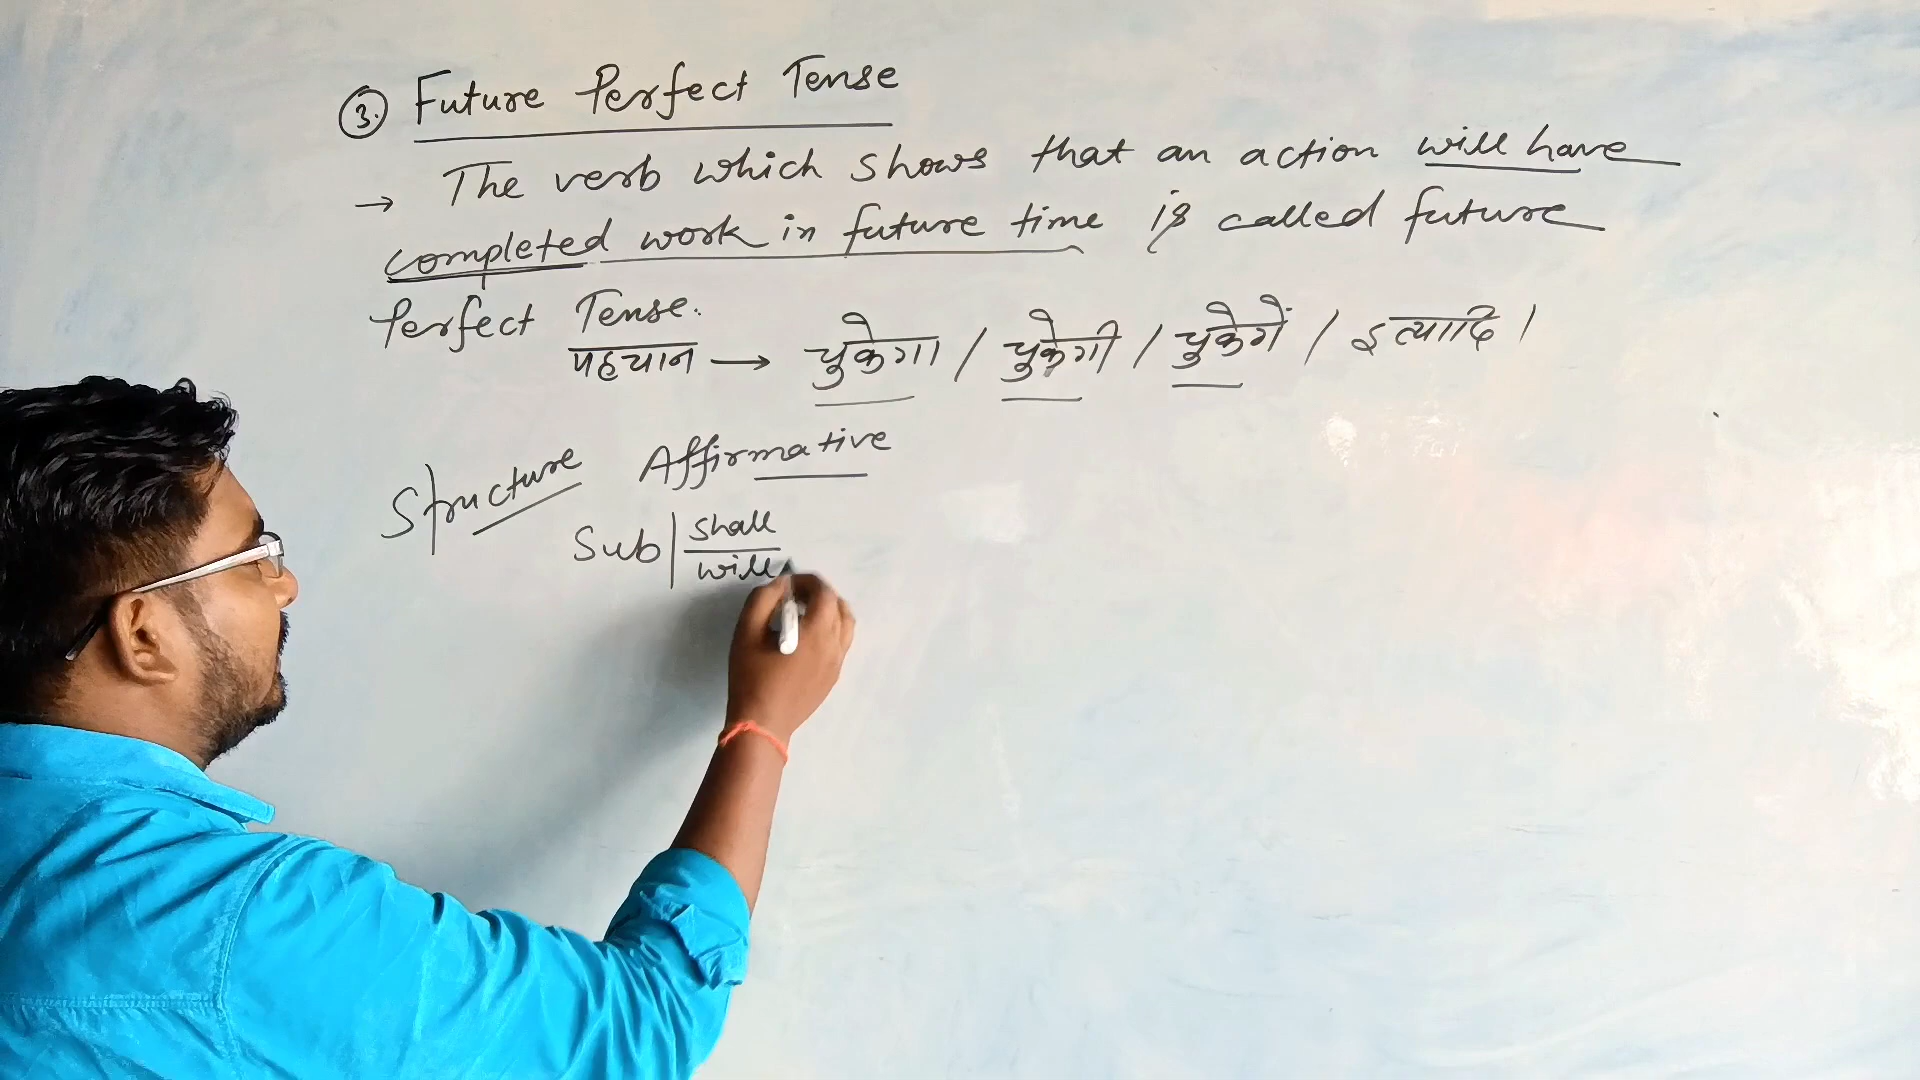 3. Future Perfect Tense
→ The verb which shows that an action will have
completed work in future time is called future
Perfect Tense.
पहचान → चुकेगा / चुकेगी / चुकेगें / इत्यादि ।
Structure Affirmative
Sub | shall
will